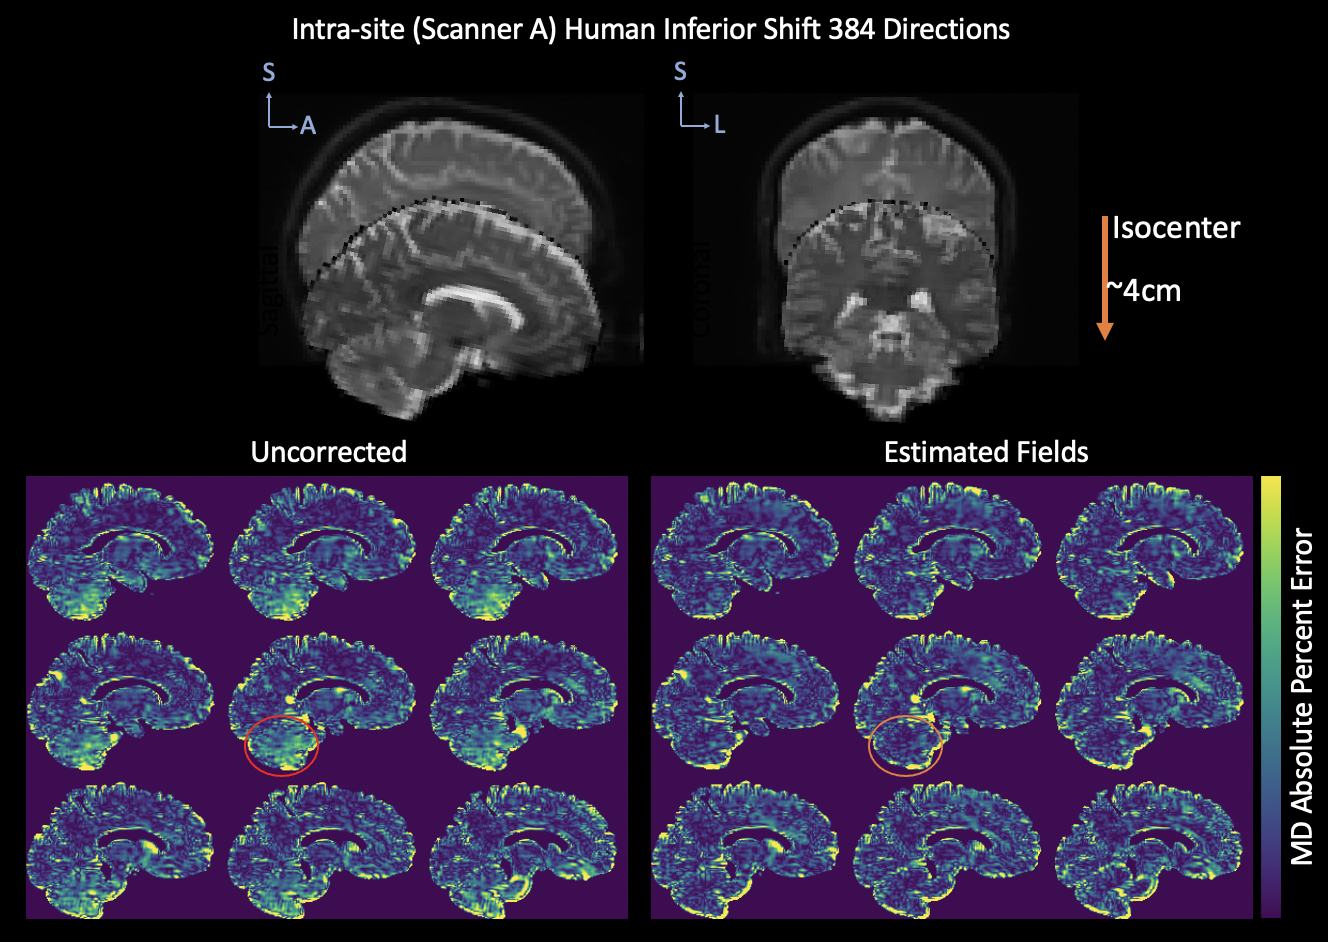 Intra-site (Scanner A) Human Inferior Shift 384 Directions
S
A
S
L
Sagittal
Coronal
Isocenter
~4cm
Uncorrected
Estimated Fields
MD Absolute Percent Error